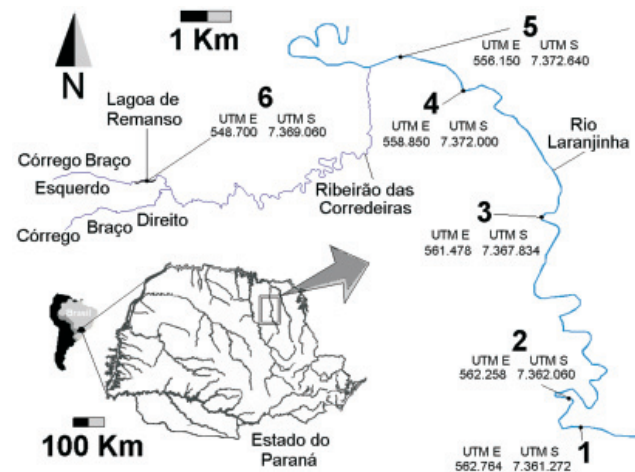 1 Km
N
5
UTM E UTM S
556.150 7.372.640
6
UTM E UTM S
548.700 7.369.060
Lagoa de
Remanso
4
UTM E UTM S
558.850 7.372.000
Rio
Laranjinha
Córrego Braço
Esquerdo
Ribeirão das
Corredeiras
Córrego Braço Direito
3
UTM E UTM S
561.478 7.367.834
Brasil
2
UTM E UTM S
562.258 7.362.060
100 Km
Estado do
Paraná
1
UTM E UTM S
562.764 7.361.272